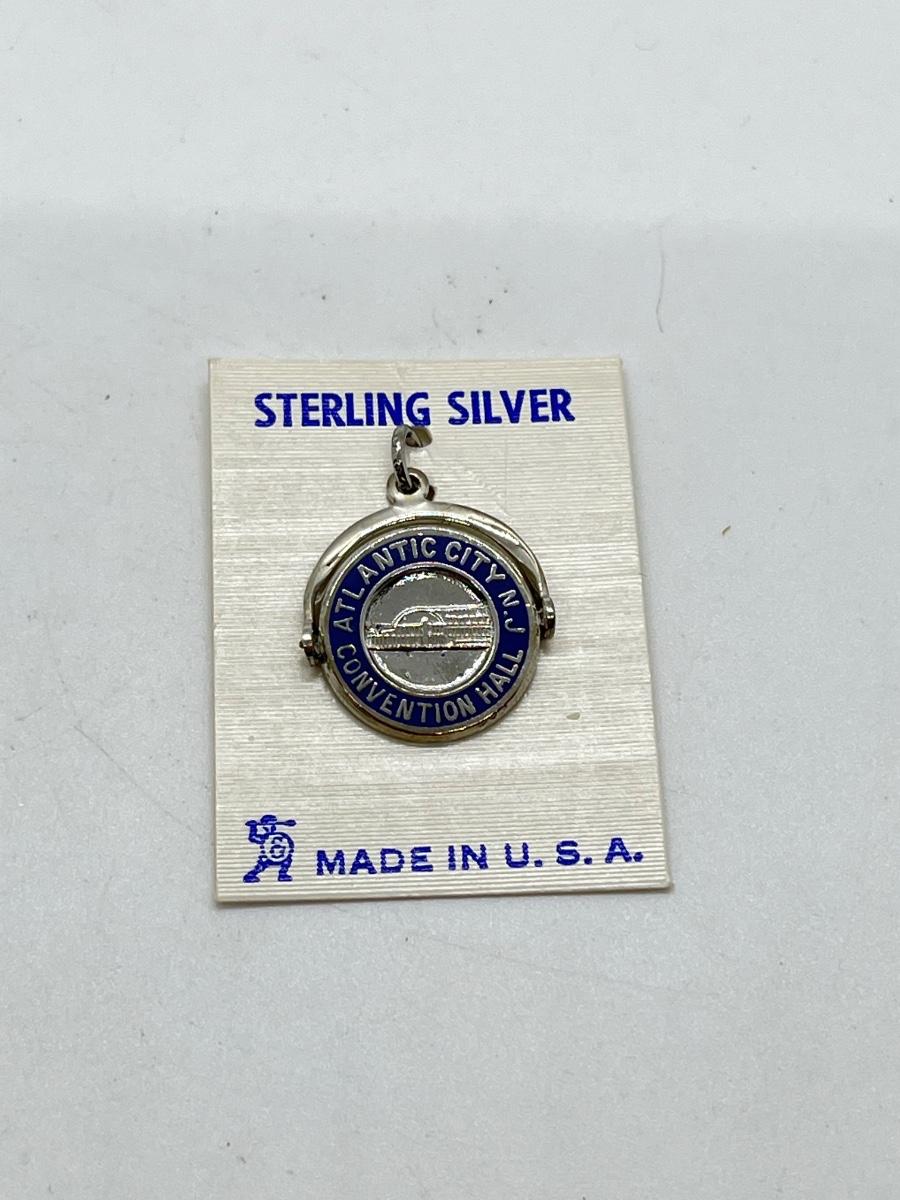 STERLING SILVER
ATLANTIC CITY N.J
CONVENTION HALL
G
MADE IN U. S. A.